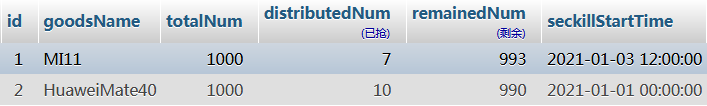 id goodsName totalNum distributedNum (已抢) remainedNum (剩余) seckillStartTime
1 MI11 1000 7 993 2021-01-03 12:00:00
2 HuaweiMate40 1000 10 990 2021-01-01 00:00:00